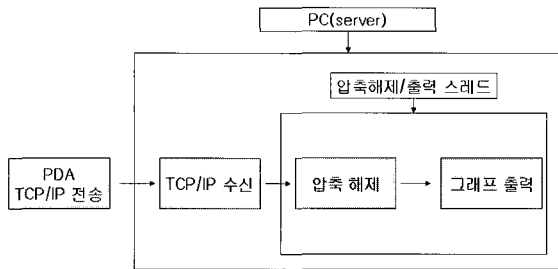 PC(server)
압축해제/출력 스레드
PDA
TCP/IP 전송
TCP/IP 수신
압축 해제
그래프 출력